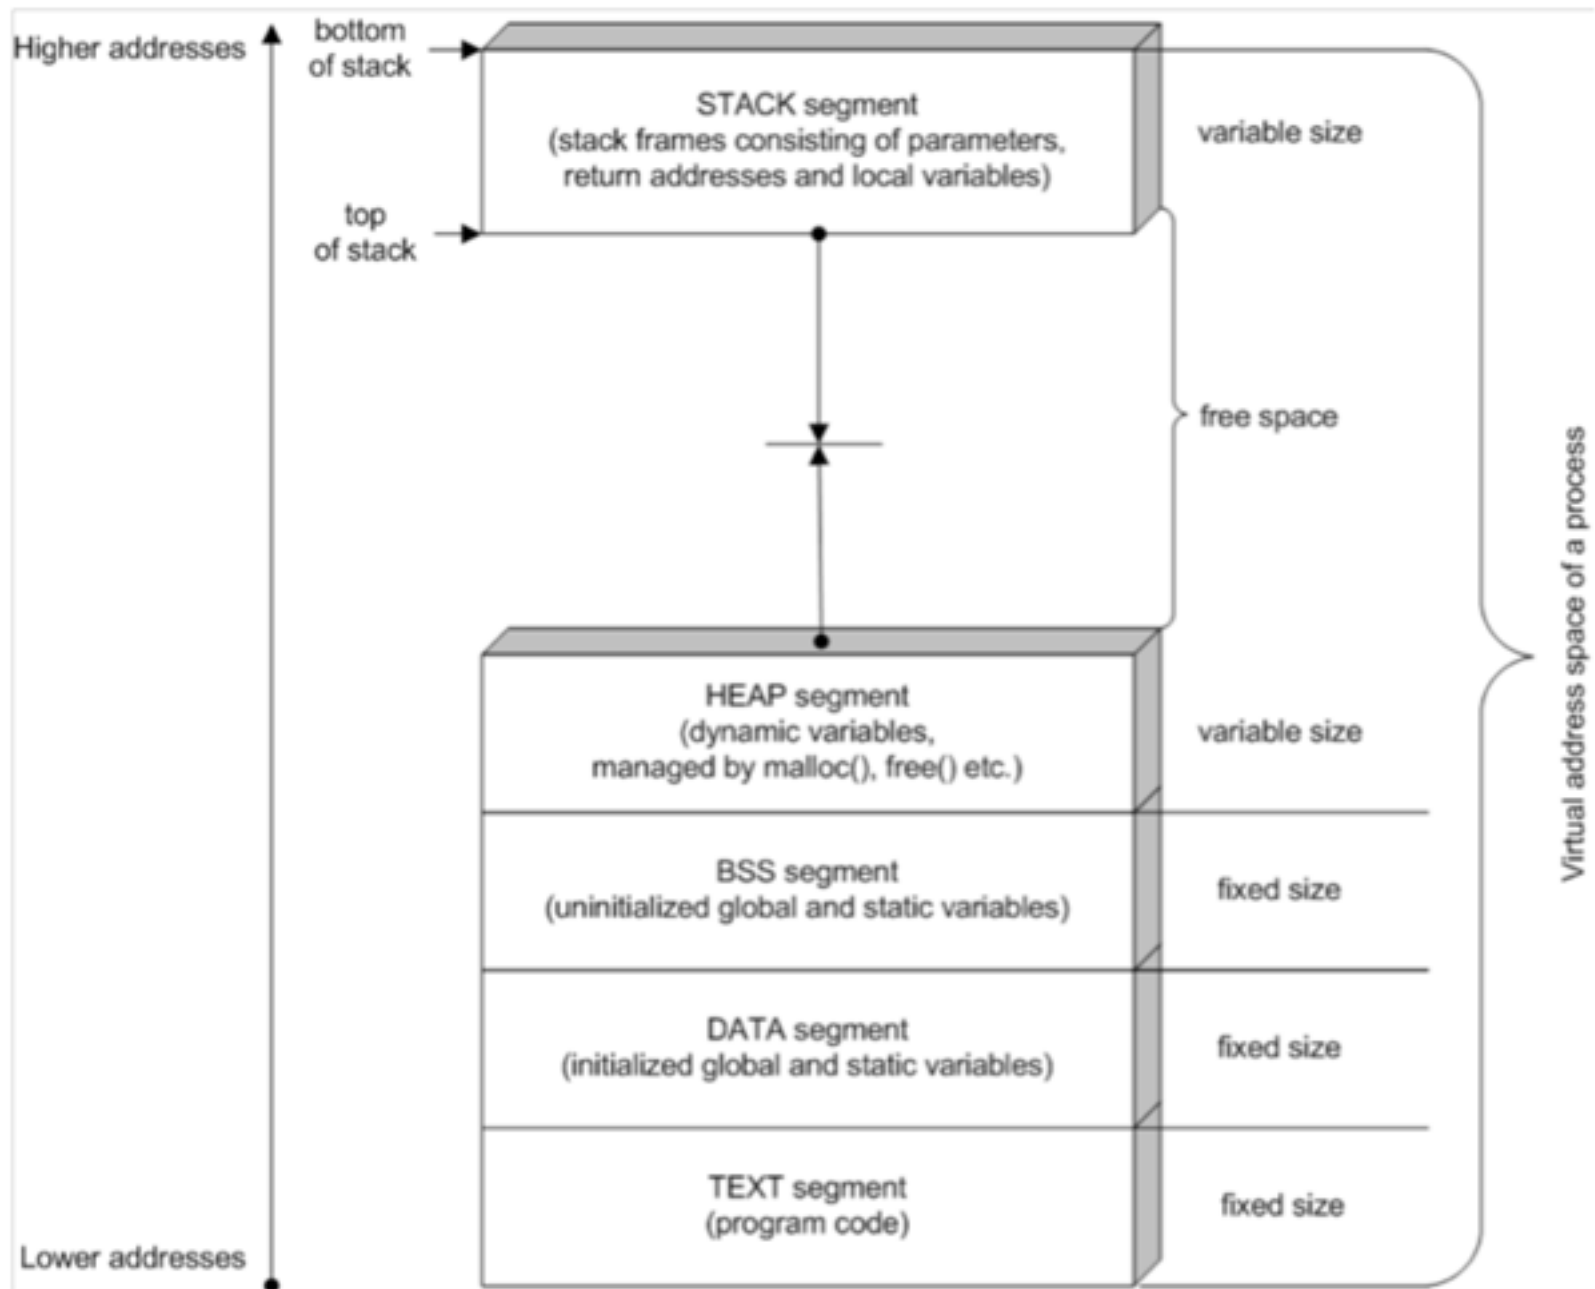 Higher addresses
bottom
of stack
STACK segment
(stack frames consisting of parameters,
return addresses and local variables)
variable size
top
of stack
free space
Virtual address space of a process
HEAP segment
(dynamic variables,
managed by malloc(), free() etc.)
variable size
BSS segment
(uninitialized global and static variables)
fixed size
DATA segment
(initialized global and static variables)
fixed size
TEXT segment
(program code)
fixed size
Lower addresses